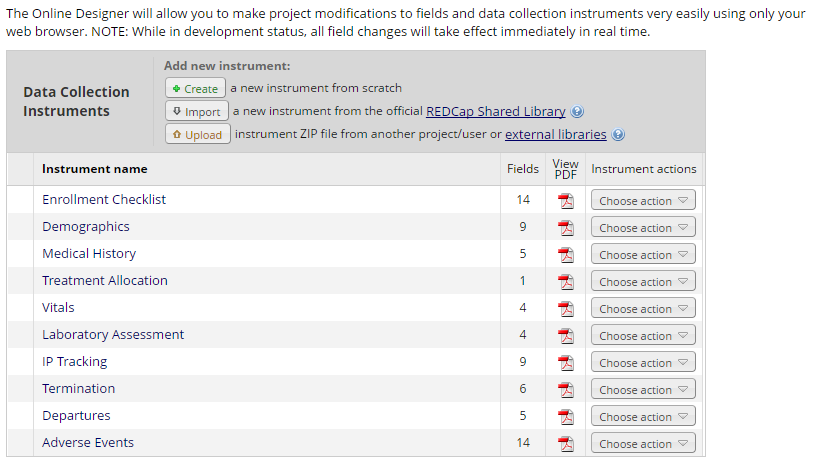 The Online Designer will allow you to make project modifications to fields and data collection instruments very easily using only your
web browser. NOTE: While in development status, all field changes will take effect immediately in real time.
Data Collection
Instruments
Add new instrument:
Create a new instrument from scratch
Import a new instrument from the official REDCap Shared Library ?
Upload instrument ZIP file from another project/user or external libraries ?
Instrument name Fields View PDF Instrument actions
Enrollment Checklist 14 Choose action
Demographics 9 Choose action
Medical History 5 Choose action
Treatment Allocation 1 Choose action
Vitals 4 Choose action
Laboratory Assessment 4 Choose action
IP Tracking 9 Choose action
Termination 6 Choose action
Departures 5 Choose action
Adverse Events 14 Choose action